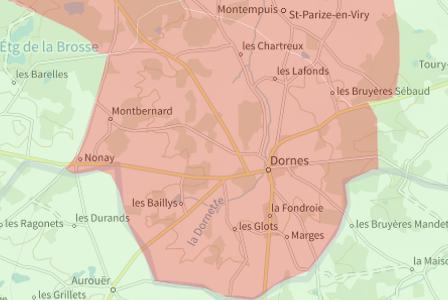 Montempuis
St-Parize-en-Viry
Étg de la Brosse
les Chartreux
Toury-
les Barelles
les Lafonds
les Bruyères Sébaud
Montbernard
Nonay
Dornes
les Baillys
la Dornette
la Fondroie
les Ragonets
les Durands
les Glots
Marges
les Bruyères Mandet
la Maiso
Aurouër
les Grillets